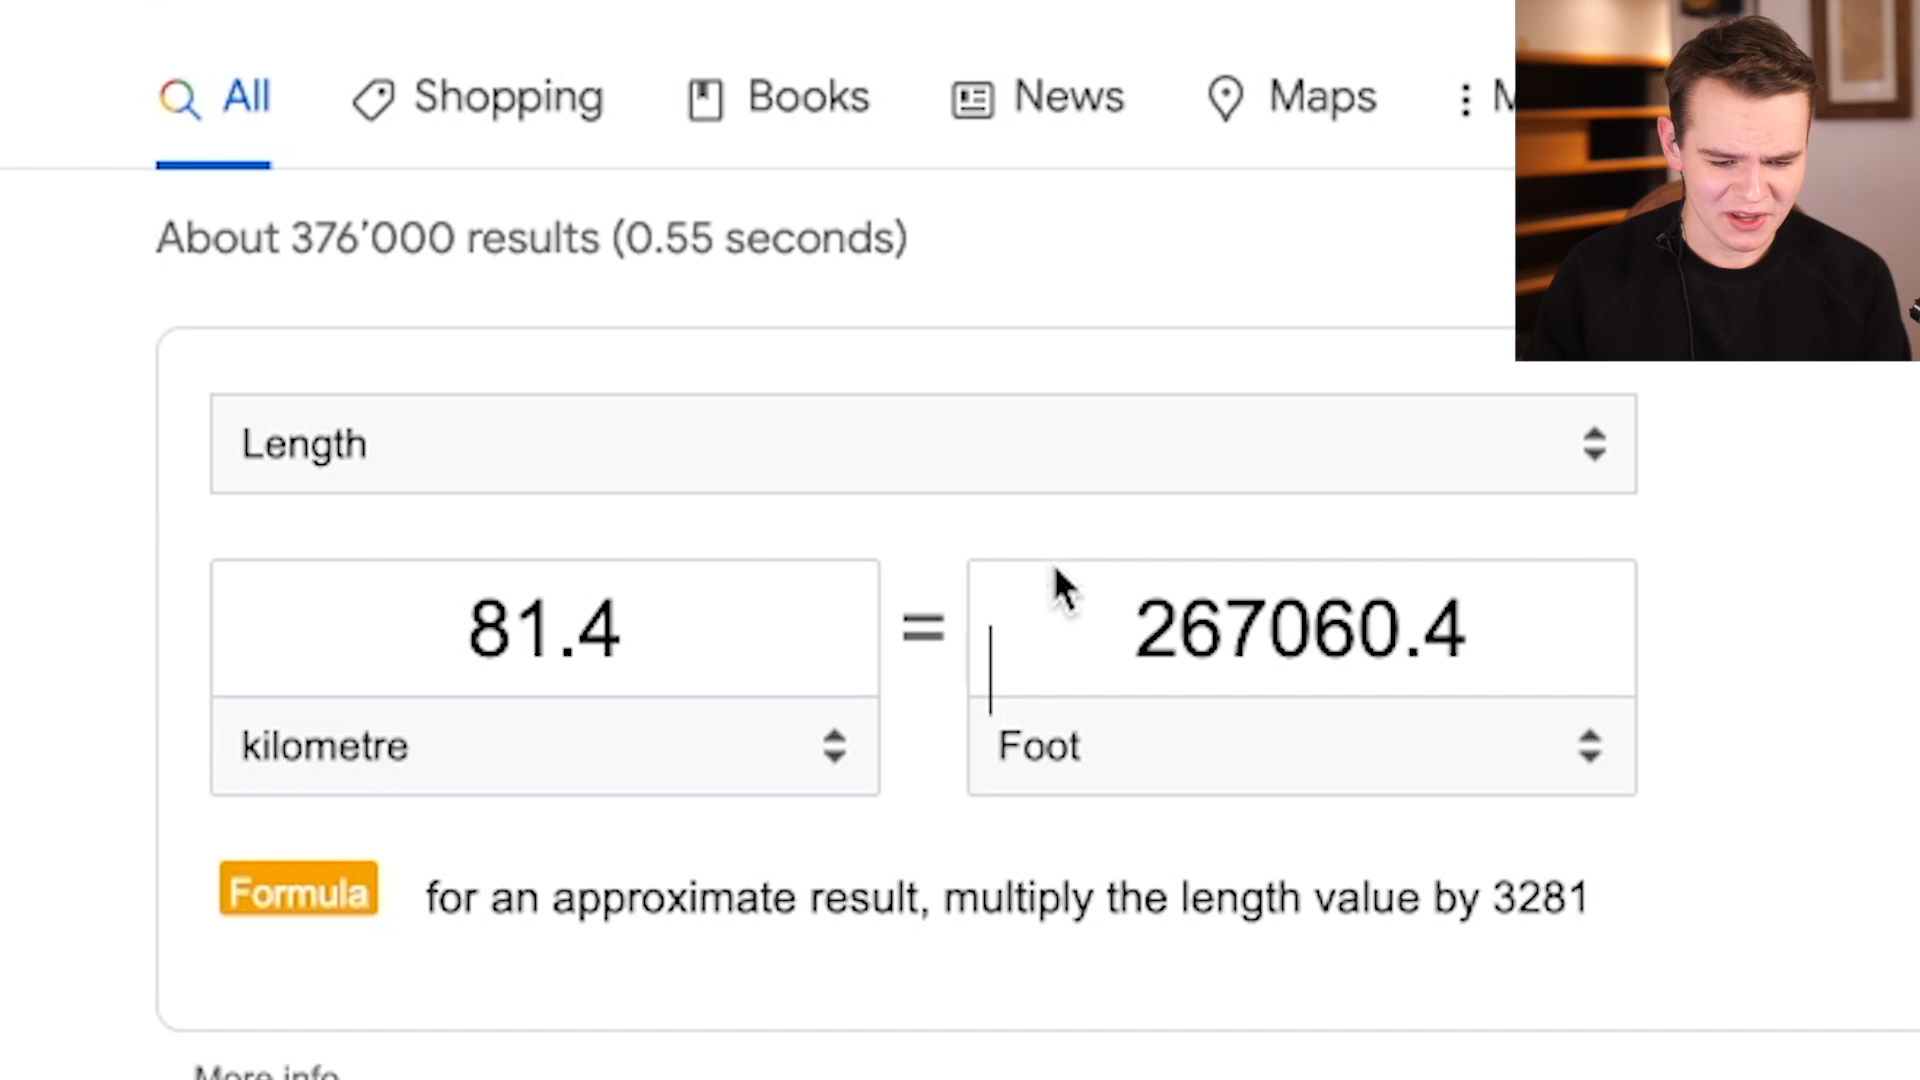 All Shopping Books News Maps
About 376’000 results (0.55 seconds)
Length
81.4 = 267060.4
kilometre Foot
Formula for an approximate result, multiply the length value by 3281
More info